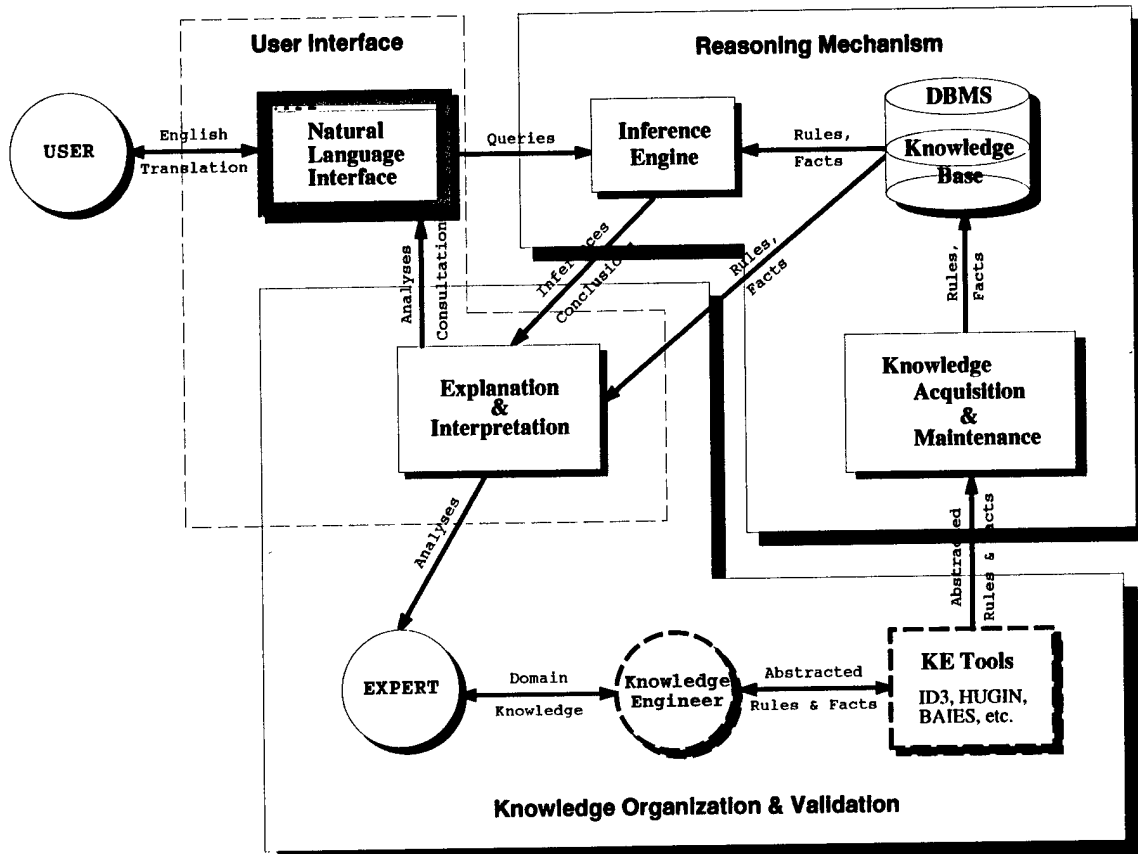 User Interface
Reasoning Mechanism
USER
English
Translation
Natural
Language
Interface
Queries
Inference
Engine
Rules,
Facts
DBMS
Knowledge
Base
Analyses
Consultation
Inferences
Conclusions
Rules,
Facts
Rules,
Facts
Explanation
&
Interpretation
Knowledge
Acquisition
&
Maintenance
Analyses
Abstracted
Rules & Facts
EXPERT
Domain
Knowledge
Knowledge
Engineer
Abstracted
Rules & Facts
KE Tools
ID3, HUGIN,
BAIES, etc.
Knowledge Organization & Validation